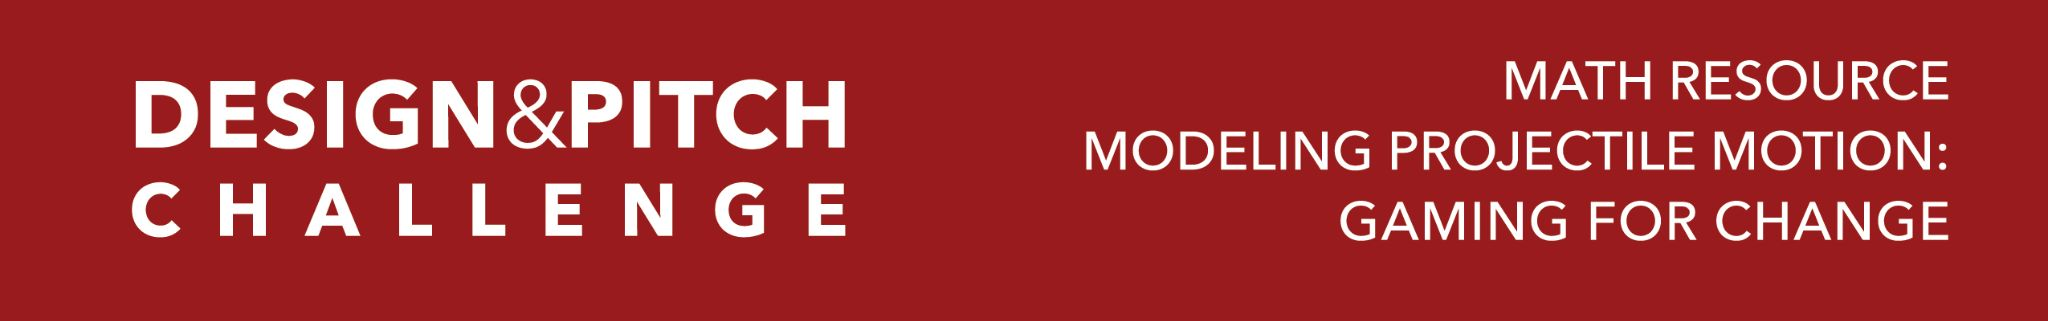 DESIGN&PITCH
CHALLENGE
MATH RESOURCE
MODELING PROJECTILE MOTION:
GAMING FOR CHANGE